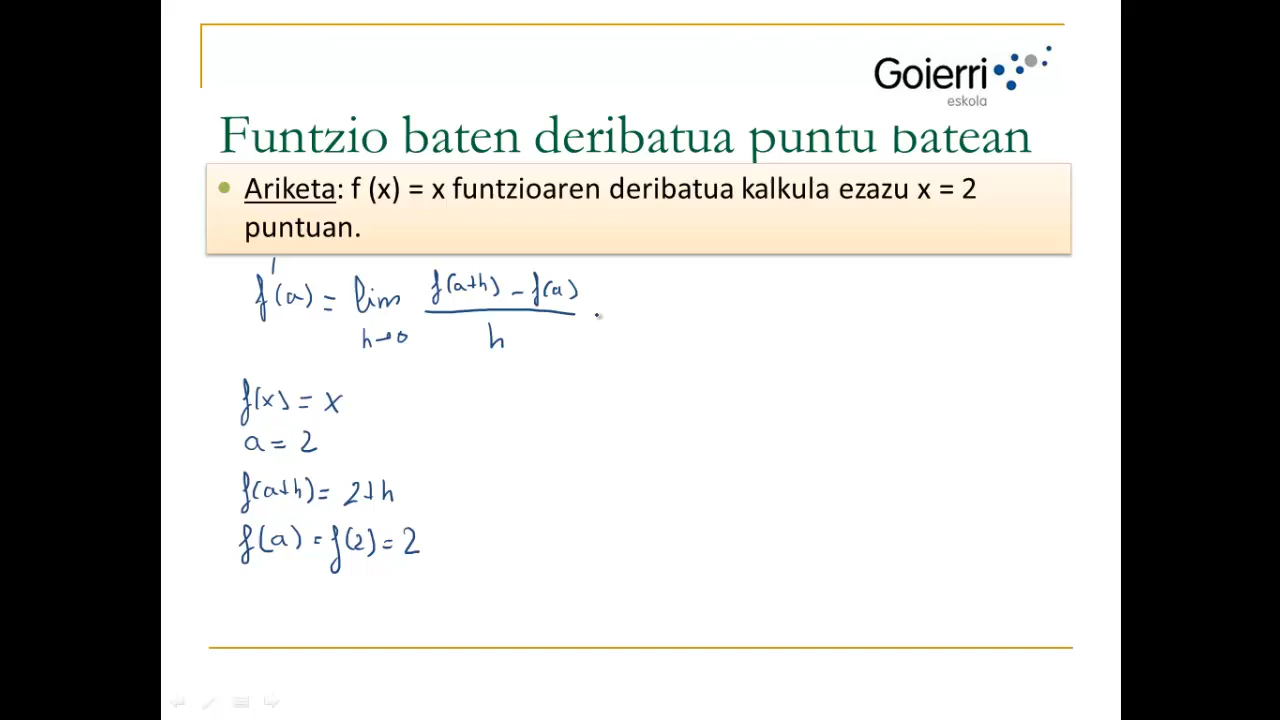 Goierri
eskola
Funtzio baten deribatua puntu batean
Ariketa: f (x) = x funtzioaren deribatua kalkula ezazu x = 2
puntuan.
f'(a) = lim h→0 f(a+h) - f(a) / h
f(x) = x
a = 2
f(a+h) = 2+h
f(a) = f(2) = 2